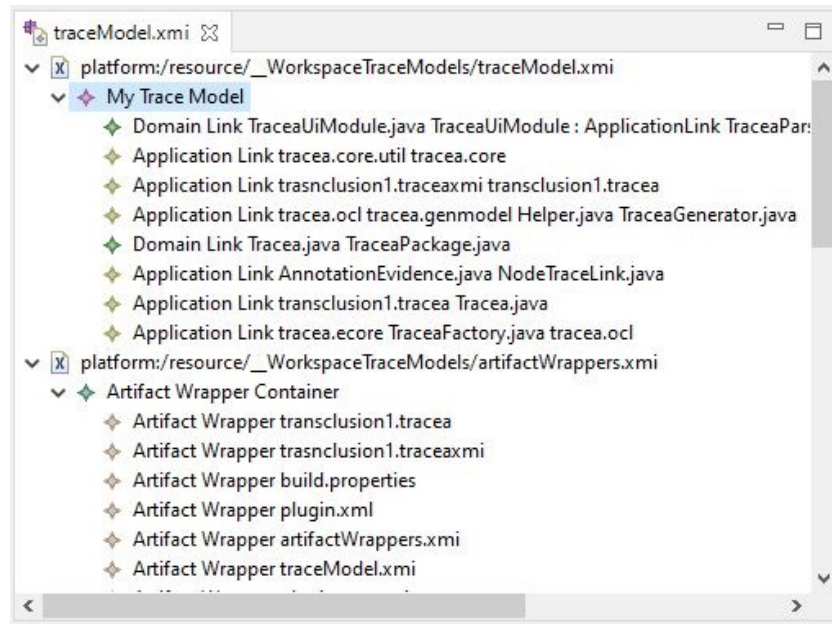 traceModel.xmi
platform:/resource/__WorkspaceTraceModels/traceModel.xmi
My Trace Model
Domain Link TraceaUiModule.java TraceaUiModule : ApplicationLink TraceaPar
Application Link tracea.core.util tracea.core
Application Link trasnclusion1.traceaxmi transclusion1.tracea
Application Link tracea.ocl tracea.genmodel Helper.java TraceaGenerator.java
Domain Link Tracea.java TraceaPackage.java
Application Link AnnotationEvidence.java NodeTraceLink.java
Application Link transclusion1.tracea Tracea.java
Application Link tracea.ecore TraceaFactory.java tracea.ocl
platform:/resource/__WorkspaceTraceModels/artifactWrappers.xmi
Artifact Wrapper Container
Artifact Wrapper transclusion1.tracea
Artifact Wrapper trasnclusion1.traceaxmi
Artifact Wrapper build.properties
Artifact Wrapper plugin.xml
Artifact Wrapper artifactWrappers.xmi
Artifact Wrapper traceModel.xmi